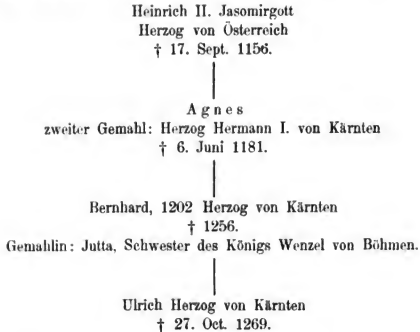 Heinrich II. Jasomirgott
Herzog von Österreich
† 17. Sept. 1156.
Agnes
zweiter Gemahl: Herzog Hermann I. von Kärnten
† 6. Juni 1181.
Bernhard, 1202 Herzog von Kärnten
† 1256.
Gemahlin: Jutta, Schwester des Königs Wenzel von Böhmen.
Ulrich Herzog von Kärnten
† 27. Oct. 1269.